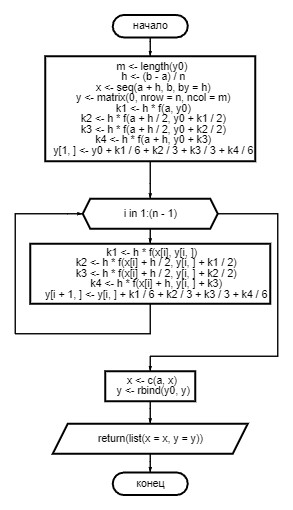 начало
m <- length(y0)
h <- (b - a) / n
x <- seq(a + h, b, by = h)
y <- matrix(0, nrow = n, ncol = m)
k1 <- h * f(a, y0)
k2 <- h * f(a + h / 2, y0 + k1 / 2)
k3 <- h * f(a + h / 2, y0 + k2 / 2)
k4 <- h * f(a + h, y0 + k3)
y[1, ] <- y0 + k1 / 6 + k2 / 3 + k3 / 3 + k4 / 6
i in 1:(n - 1)
k1 <- h * f(x[i], y[i, ])
k2 <- h * f(x[i] + h / 2, y[i, ] + k1 / 2)
k3 <- h * f(x[i] + h / 2, y[i, ] + k2 / 2)
k4 <- h * f(x[i] + h, y[i, ] + k3)
y[i + 1, ] <- y[i, ] + k1 / 6 + k2 / 3 + k3 / 3 + k4 / 6
x <- c(a, x)
y <- rbind(y0, y)
return(list(x = x, y = y))
конец